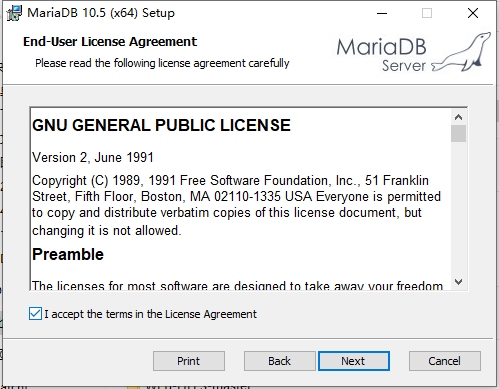 MariaDB 10.5 (x64) Setup
End-User License Agreement
Please read the following license agreement carefully
MariaDB
Server
GNU GENERAL PUBLIC LICENSE
Version 2, June 1991
Copyright (C) 1989, 1991 Free Software Foundation, Inc., 51 Franklin
Street, Fifth Floor, Boston, MA 02110-1335 USA Everyone is permitted
to copy and distribute verbatim copies of this license document, but
changing it is not allowed.
Preamble
The licenses for most software are designed to take away your freedom
I accept the terms in the License Agreement
Print
Back
Next
Cancel